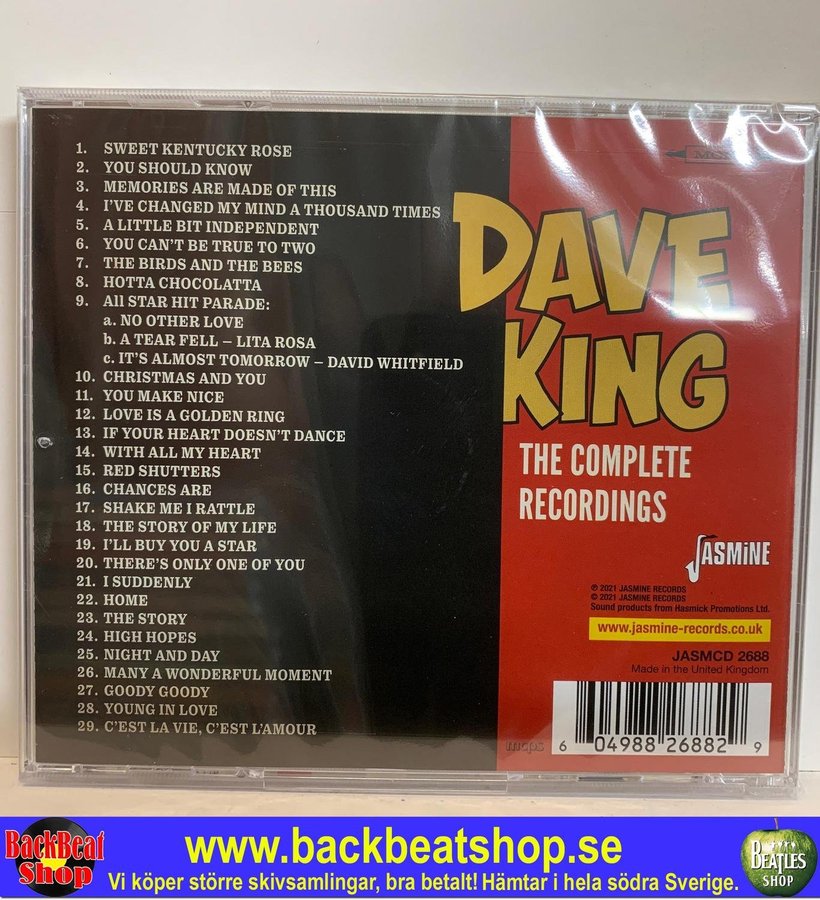 1. SWEET KENTUCKY ROSE
2. YOU SHOULD KNOW
3. MEMORIES ARE MADE OF THIS
4. I'VE CHANGED MY MIND A THOUSAND TIMES
5. A LITTLE BIT INDEPENDENT
6. YOU CAN'T BE TRUE TO TWO
7. THE BIRDS AND THE BEES
8. HOTTA CHOCOLATTA
9. All STAR HIT PARADE:
a. NO OTHER LOVE
b. A TEAR FELL – LITA ROSA
c. IT'S ALMOST TOMORROW – DAVID WHITFIELD
10. CHRISTMAS AND YOU
11. YOU MAKE NICE
12. LOVE IS A GOLDEN RING
13. IF YOUR HEART DOESN'T DANCE
14. WITH ALL MY HEART
15. RED SHUTTERS
16. CHANCES ARE
17. SHAKE ME I RATTLE
18. THE STORY OF MY LIFE
19. I'LL BUY YOU A STAR
20. THERE'S ONLY ONE OF YOU
21. I SUDDENLY
22. HOME
23. THE STORY
24. HIGH HOPES
25. NIGHT AND DAY
26. MANY A WONDERFUL MOMENT
27. GOODY GOODY
28. YOUNG IN LOVE
29. C'EST LA VIE, C'EST L'AMOUR
DAVE
KING
THE COMPLETE
RECORDINGS
JASMiNE
℗ 2021 JASMINE RECORDS
© 2021 JASMINE RECORDS
Sound products from Hasmick Promotions Ltd.
www.jasmine-records.co.uk
JASMCD 2688
Made in the United Kingdom
mcps
6 04988 26882 9
BackBeat
Shop
www.backbeatshop.se
Vi köper större skivsamlingar, bra betalt! Hämtar i hela södra Sverige.
BEATLES
SHOP